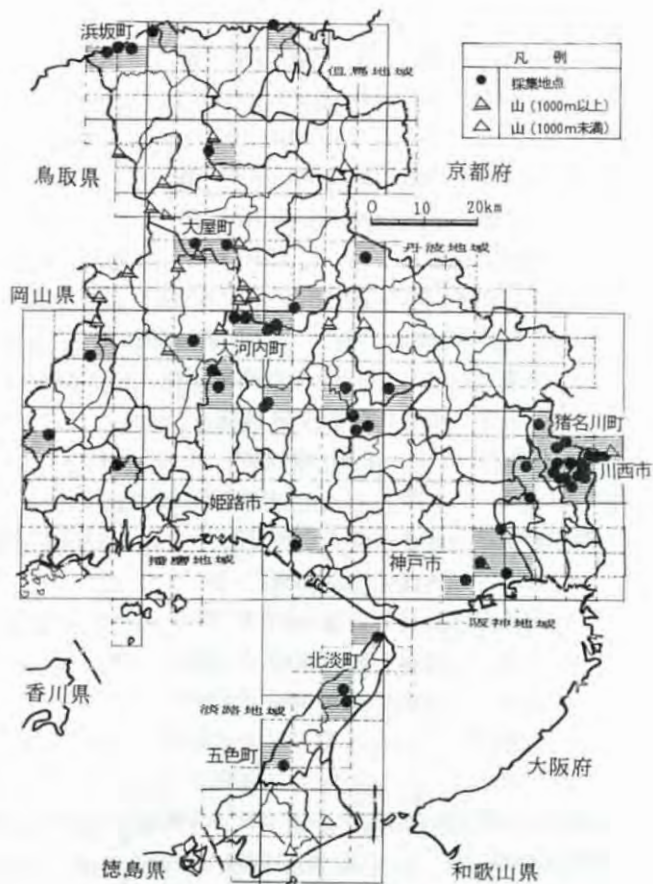 浜坂町
凡 例
但馬地域
採集地点
山(1000m以上)
山(1000m未満)
鳥取県
京都府
大屋町
0 10 20km
丹波地域
岡山県
大河内町
猪名川町
川西市
姫路市
神戸市
播磨地域
阪神地域
北淡町
香川県
淡路地域
五色町
大阪府
徳島県
和歌山県